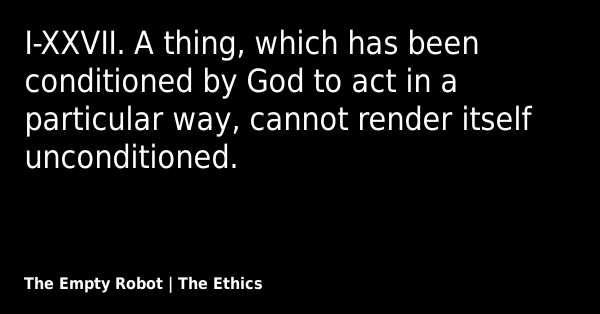 I-XXVII. A thing, which has been
conditioned by God to act in a
particular way, cannot render itself
unconditioned.
The Empty Robot | The Ethics